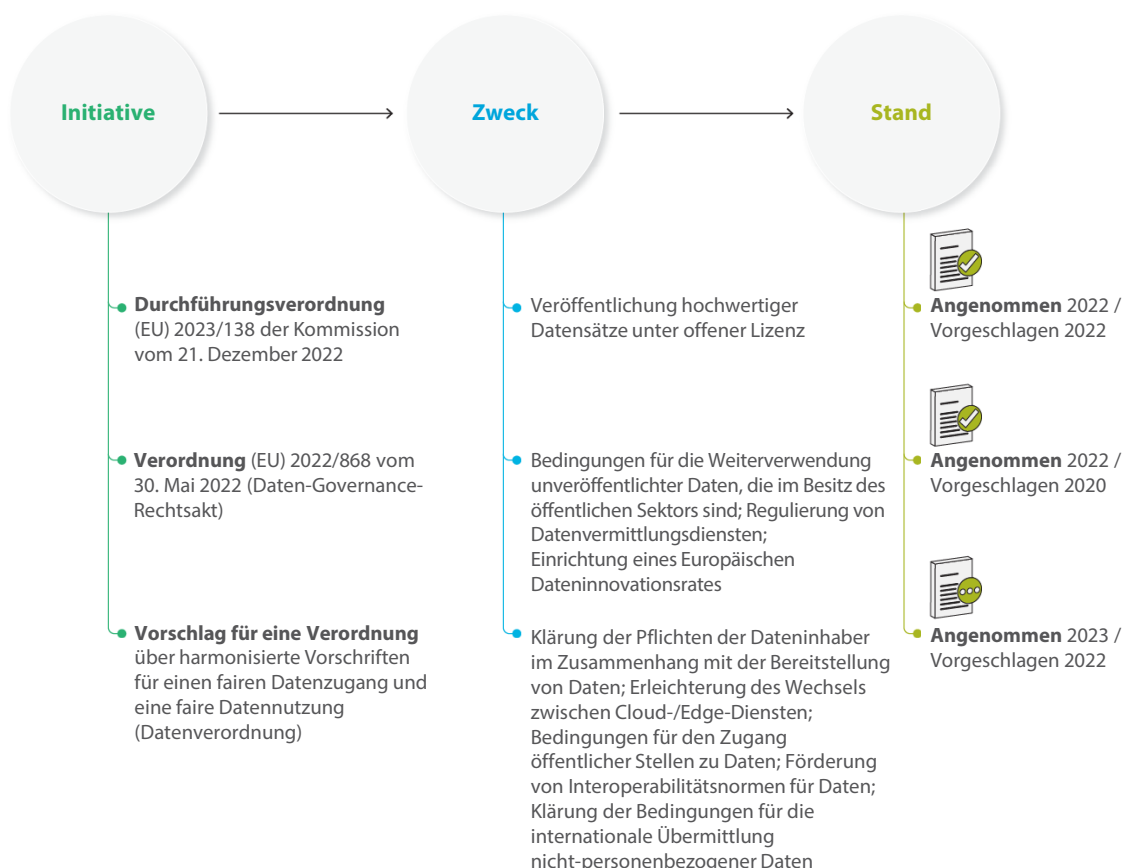 Initiative
Zweck
Stand
Durchführungsverordnung
(EU) 2023/138 der Kommission
vom 21. Dezember 2022
Veröffentlichung hochwertiger
Datensätze unter offener Lizenz
Angenommen 2022 /
Vorgeschlagen 2022
Verordnung (EU) 2022/868 vom
30. Mai 2022 (Daten-Governance-
Rechtsakt)
Bedingungen für die Weiterverwendung
unveröffentlichter Daten, die im Besitz des
öffentlichen Sektors sind; Regulierung von
Datenvermittlungsdiensten;
Einrichtung eines Europäischen
Dateninnovationsrates
Angenommen 2022 /
Vorgeschlagen 2020
Vorschlag für eine Verordnung
über harmonisierte Vorschriften
für einen fairen Datenzugang und
eine faire Datennutzung
(Datenverordnung)
Klärung der Pflichten der Dateninhaber
im Zusammenhang mit der Bereitstellung
von Daten; Erleichterung des Wechsels
zwischen Cloud-/Edge-Diensten;
Bedingungen für den Zugang
öffentlicher Stellen zu Daten; Förderung
von Interoperabilitätsnormen für Daten;
Klärung der Bedingungen für die
internationale Übermittlung
nicht-personenbezogener Daten
Angenommen 2023 /
Vorgeschlagen 2022